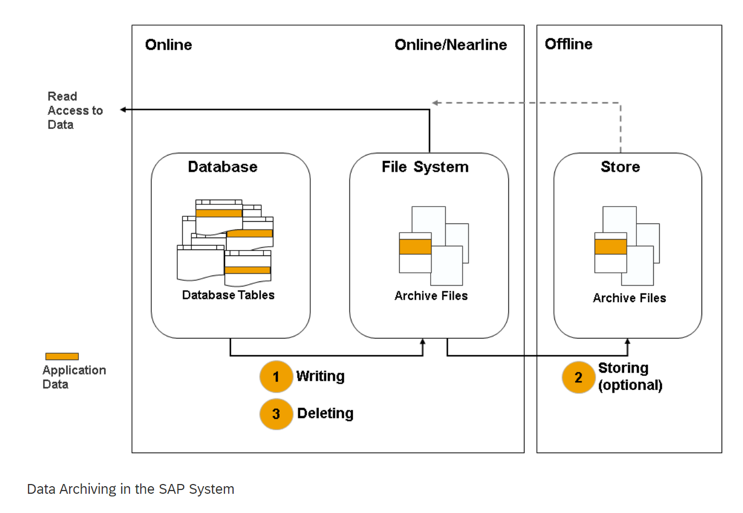 Online
Online/Nearline
Offline
Read
Access to
Data
Database
File System
Store
Database Tables
Archive Files
Archive Files
Application
Data
1
Writing
3
Deleting
2
Storing
(optional)
Data Archiving in the SAP System